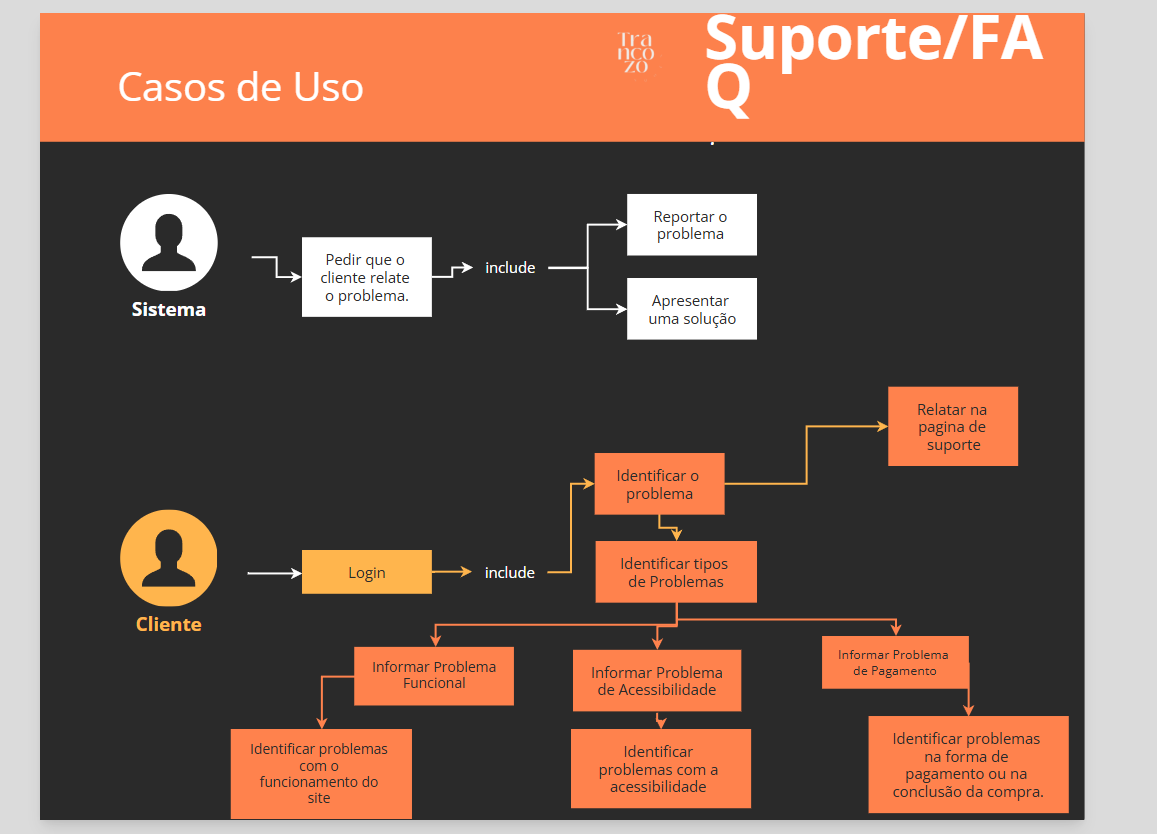 Casos de Uso
Tra
nco
zo
Suporte/FA
Q
Sistema
Pedir que o
cliente relate
o problema.
include
Reportar o
problema
Apresentar
uma solução
Cliente
Login
include
Identificar o
problema
Relatar na
pagina de
suporte
Identificar tipos
de Problemas
Informar Problema
Funcional
Informar Problema
de Acessibilidade
Informar Problema
de Pagamento
Identificar problemas
com o
funcionamento do
site
Identificar
problemas com a
acessibilidade
Identificar problemas
na forma de
pagamento ou na
conclusão da compra.